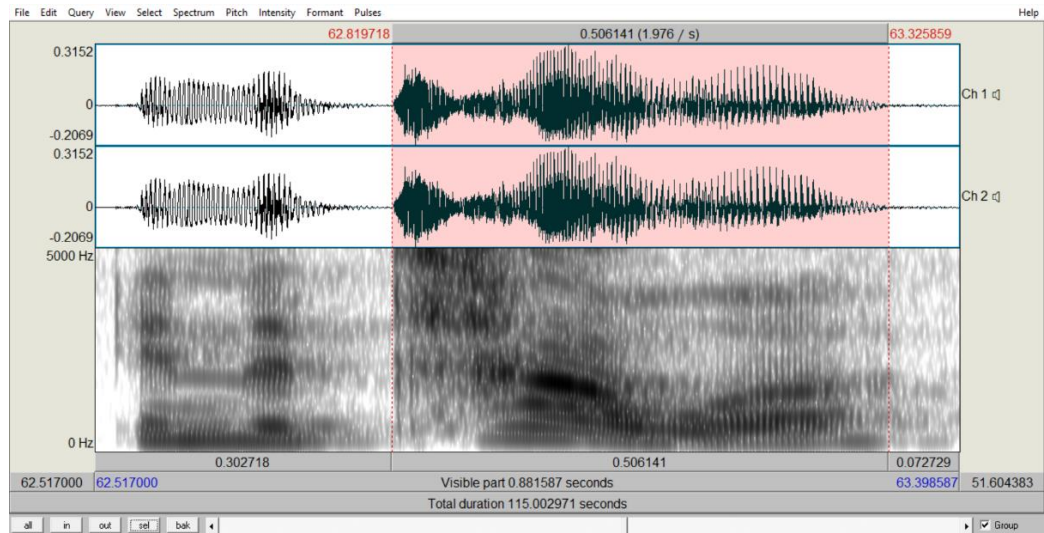 File Edit Query View Select Spectrum Pitch Intensity Formant Pulses Help
62.819718 0.506141 (1.976 / s) 63.325859
0.3152
0
-0.2069
Ch 1
0.3152
0
-0.2069
Ch 2
5000 Hz
0 Hz
0.302718 0.506141 0.072729
62.517000 62.517000 Visible part 0.881587 seconds 63.398587 51.604383
Total duration 115.002971 seconds
all in out sel bak Group